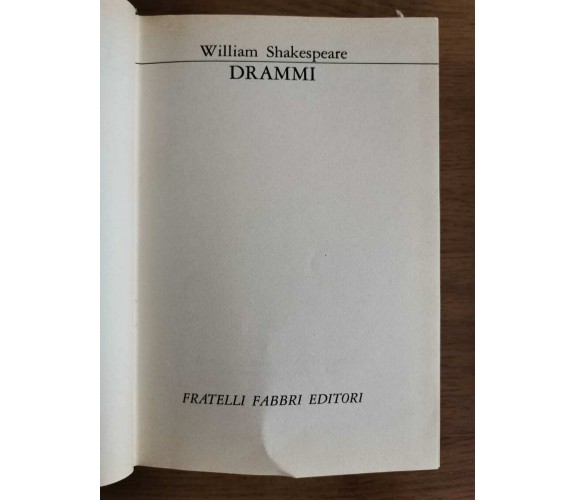 William Shakespeare
DRAMMI
FRATELLI FABBRI EDITORI